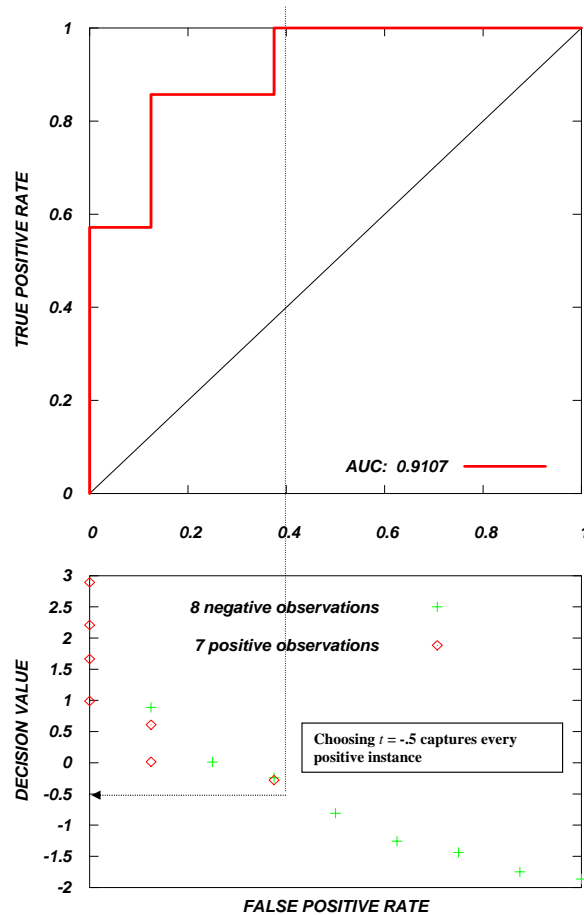 1
0.8
0.6
0.4
0.2
0
TRUE POSITIVE RATE
AUC: 0.9107
0 0.2 0.4 0.6 0.8 1
3
2.5
2
1.5
1
0.5
0
-0.5
-1
-1.5
-2
DECISION VALUE
8 negative observations
7 positive observations
Choosing t = -.5 captures every
positive instance
FALSE POSITIVE RATE